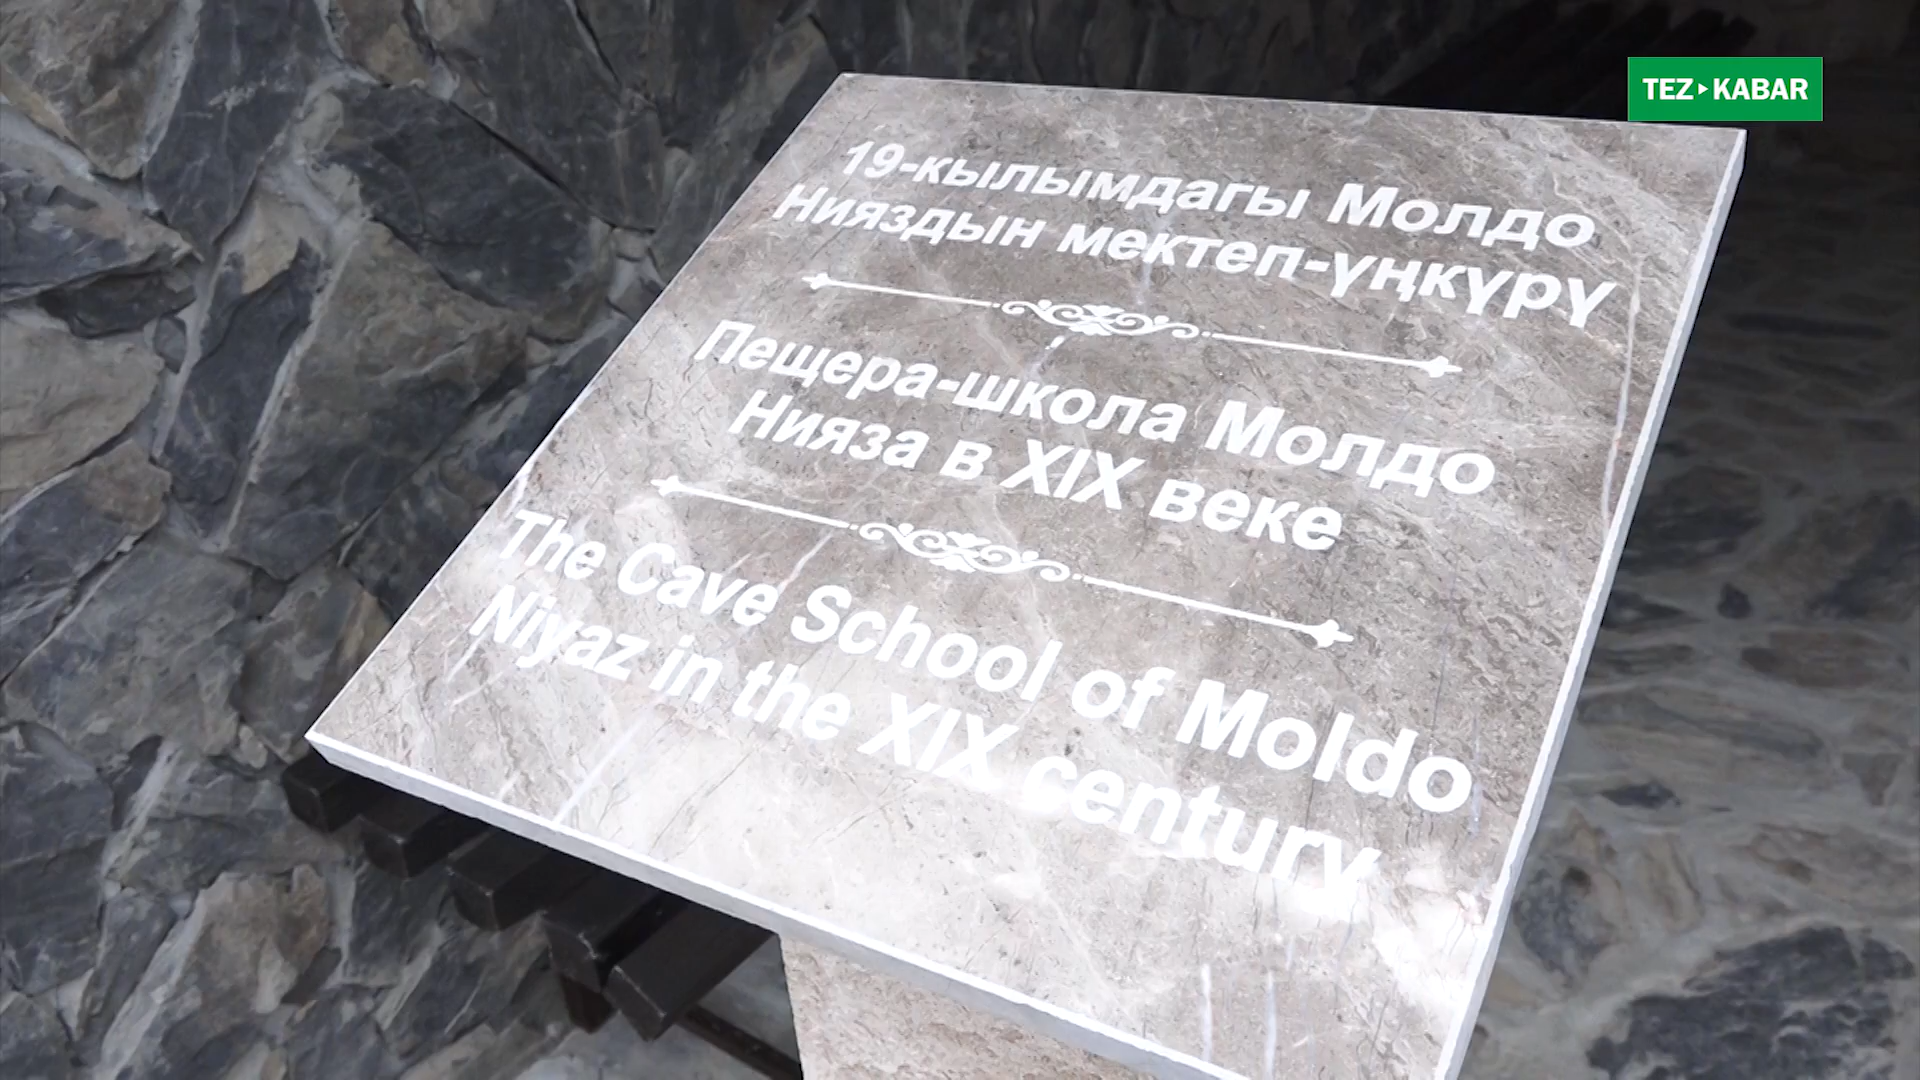 TEZ KABAR
19-кылымдагы Молдо
Нияздын мектеп-үңкүрү
Пещера-школа Молдо
Нияза в XIX веке
The Cave School of Moldo
Niyaz in the XIX century